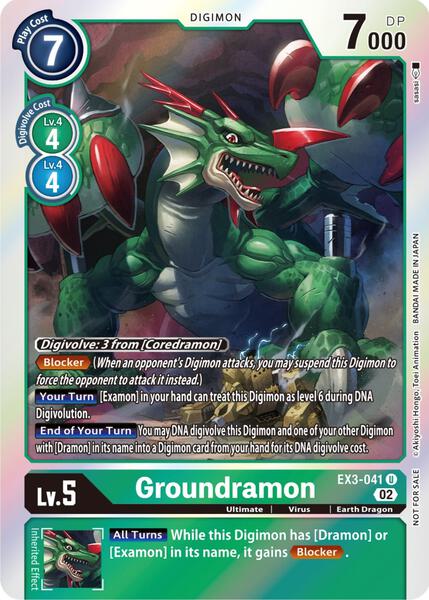 DIGIMON
Play Cost
7
DP
7000
Digivolve Cost
Lv.4
4
Lv.4
4
sasasi
©Akiyoshi Hongo, Toei Animation BANDAI MADE IN JAPAN
NOT FOR SALE
Digivolve: 3 from [Coredramon]
Blocker (When an opponent's Digimon attacks, you may suspend this Digimon to
force the opponent to attack it instead.)
Your Turn [Examon] in your hand can treat this Digimon as level 6 during DNA
Digivolution.
End of Your Turn You may DNA digivolve this Digimon and one of your other Digimon
with [Dramon] in its name into a Digimon card from your hand for its DNA digivolve cost.
Lv.5
Groundramon
EX3-041 U
02
Ultimate Virus Earth Dragon
Inherited Effect
All Turns While this Digimon has [Dramon] or
[Examon] in its name, it gains Blocker .